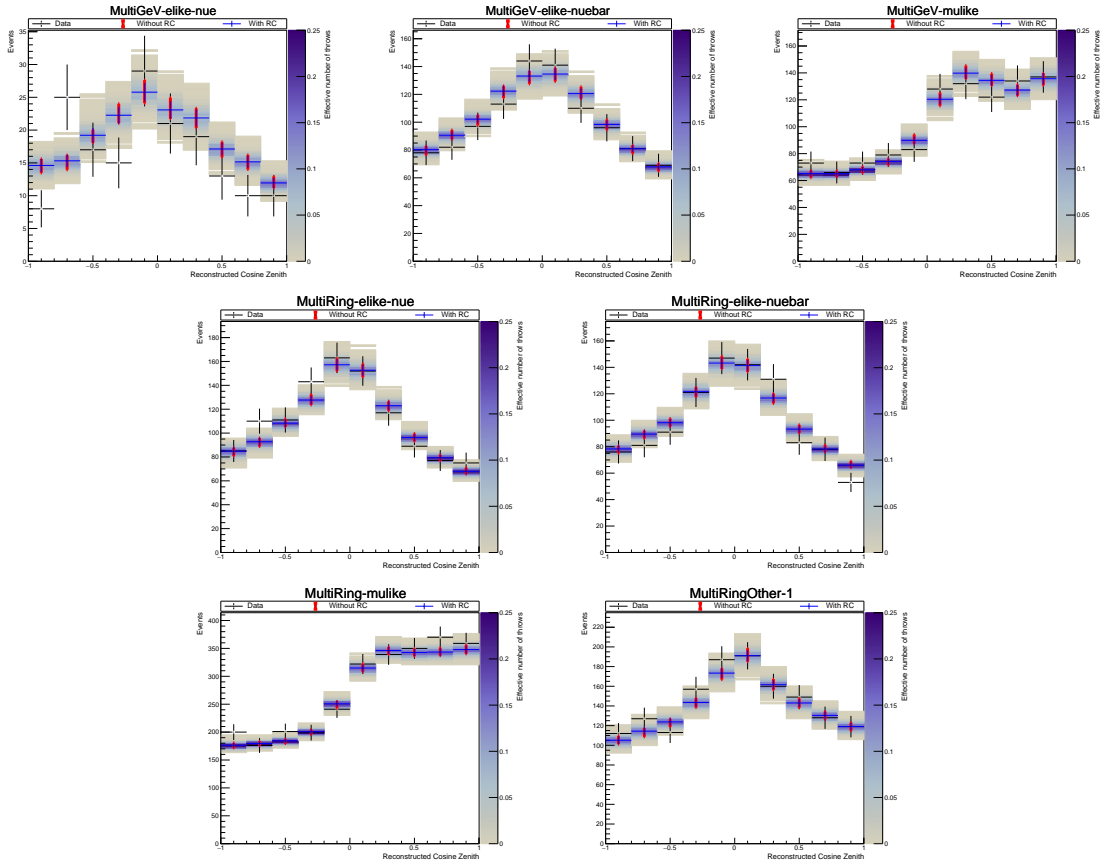 MultiGeV-elike-nue
Data Without RC With RC
Events
35
30
25
20
15
10
5
0
−1 −0.5 0 0.5 1
Reconstructed Cosine Zenith
0.25
0.2
0.15
0.1
0.05
0
Effective number of throws
MultiGeV-elike-nuebar
Data Without RC With RC
Events
160
140
120
100
80
60
40
20
0
−1 −0.5 0 0.5 1
Reconstructed Cosine Zenith
0.25
0.2
0.15
0.1
0.05
0
Effective number of throws
MultiGeV-mulike
Data Without RC With RC
Events
160
140
120
100
80
60
40
20
0
−1 −0.5 0 0.5 1
Reconstructed Cosine Zenith
0.25
0.2
0.15
0.1
0.05
0
Effective number of throws
MultiRing-elike-nue
Data Without RC With RC
Events
180
160
140
120
100
80
60
40
20
0
−1 −0.5 0 0.5 1
Reconstructed Cosine Zenith
0.25
0.2
0.15
0.1
0.05
0
Effective number of throws
MultiRing-elike-nuebar
Data Without RC With RC
Events
160
140
120
100
80
60
40
20
0
−1 −0.5 0 0.5 1
Reconstructed Cosine Zenith
0.25
0.2
0.15
0.1
0.05
0
Effective number of throws
MultiRing-mulike
Data Without RC With RC
Events
400
350
300
250
200
150
100
50
0
−1 −0.5 0 0.5 1
Reconstructed Cosine Zenith
0.25
0.2
0.15
0.1
0.05
0
Effective number of throws
MultiRingOther-1
Data Without RC With RC
Events
220
200
180
160
140
120
100
80
60
40
20
0
−1 −0.5 0 0.5 1
Reconstructed Cosine Zenith
0.25
0.2
0.15
0.1
0.05
0
Effective number of throws